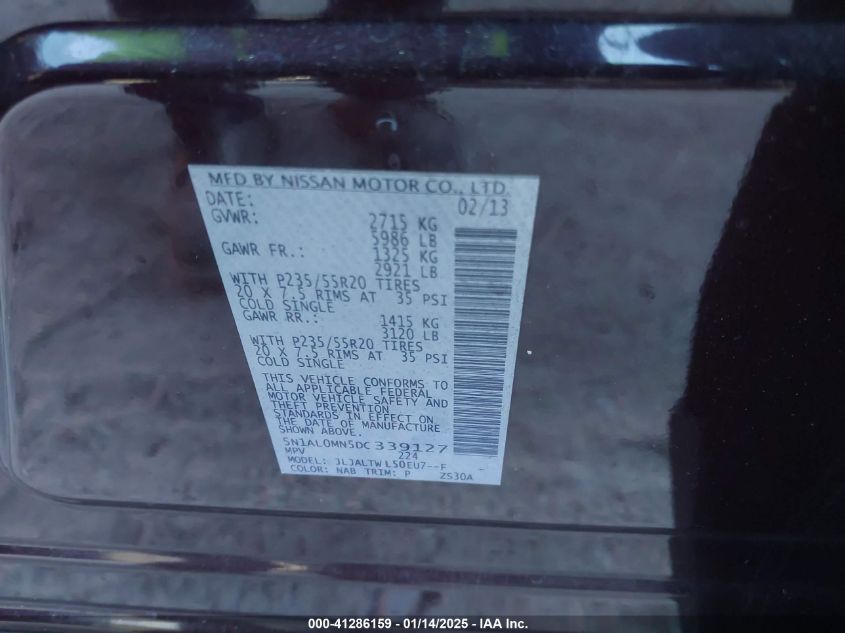 MFD BY NISSAN MOTOR CO., LTD.
DATE: 02/13
GVWR: 2715 KG
5986 LB
GAWR FR.: 1325 KG
2921 LB
WITH P235/55R20 TIRES
20 X 7.5 RIMS AT 35 PSI
COLD SINGLE
GAWR RR.: 1415 KG
3120 LB
WITH P235/55R20 TIRES
20 X 7.5 RIMS AT 35 PSI
COLD SINGLE
THIS VEHICLE CONFORMS TO
ALL APPLICABLE FEDERAL
MOTOR VEHICLE SAFETY AND
THEFT PREVENTION
STANDARDS IN EFFECT ON
THE DATE OF MANUFACTURE
SHOWN ABOVE.
5N1AL0MN5DC339127
MPV 224
MODEL: JLJALTWL50EU7--F -
COLOR: NAB TRIM: P ZS30A
000-41286159 - 01/14/2025 - IAA Inc.